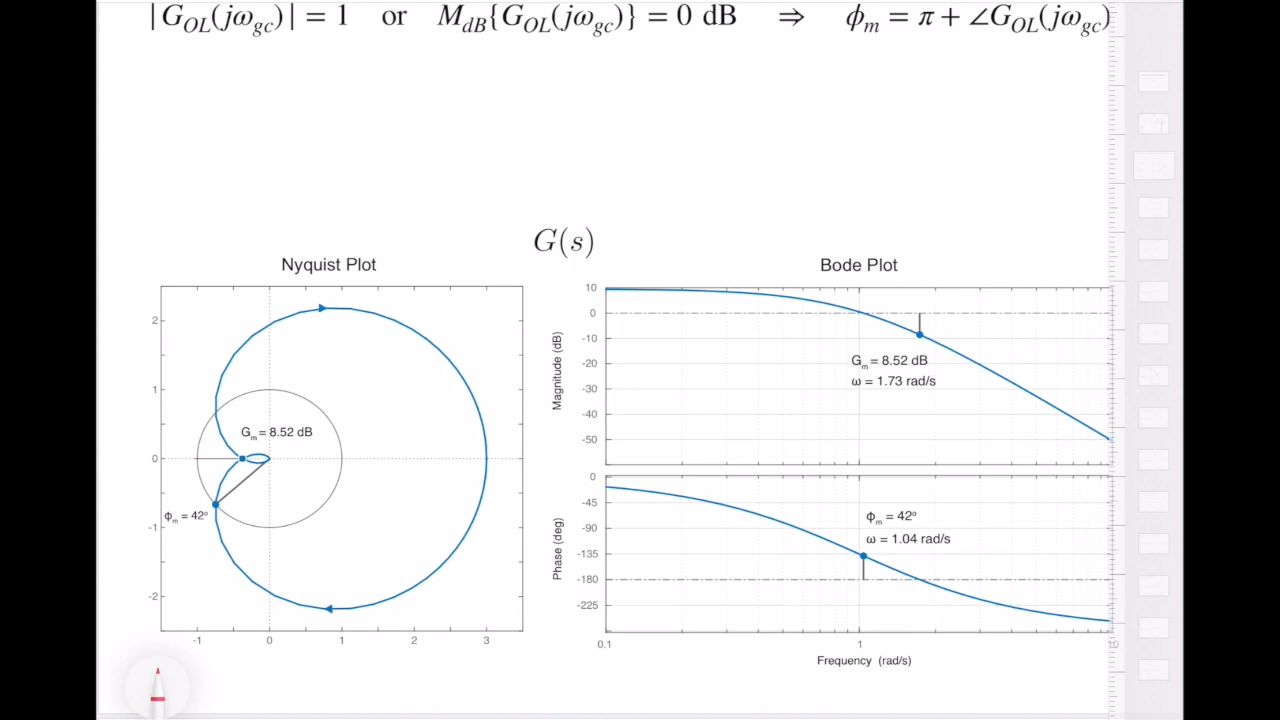 |G_OL(jω_gc)| = 1 or M_dB{G_OL(jω_gc)} = 0 dB ⇒ ϕ_m = π + ∠G_OL(jω_gc)
G(s)
Nyquist Plot
2
1
0
-1
-2
-1 0 1 2 3
G_m = 8.52 dB
ϕ_m = 42°
Bode Plot
Magnitude (dB)
10
0
-10
-20
-30
-40
-50
G_m = 8.52 dB
ω = 1.73 rad/s
Phase (deg)
0
-45
-90
-135
-180
-225
ϕ_m = 42°
ω = 1.04 rad/s
0.1 1 10
Frequency (rad/s)